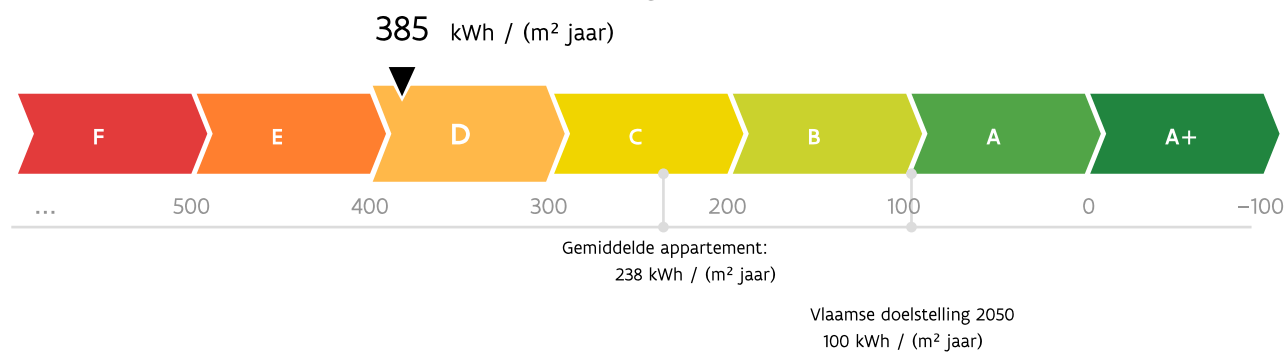 385 kWh / (m² jaar)
F E D C B A A+
... 500 400 300 200 100 0 −100
Gemiddelde appartement:
238 kWh / (m² jaar)
Vlaamse doelstelling 2050
100 kWh / (m² jaar)